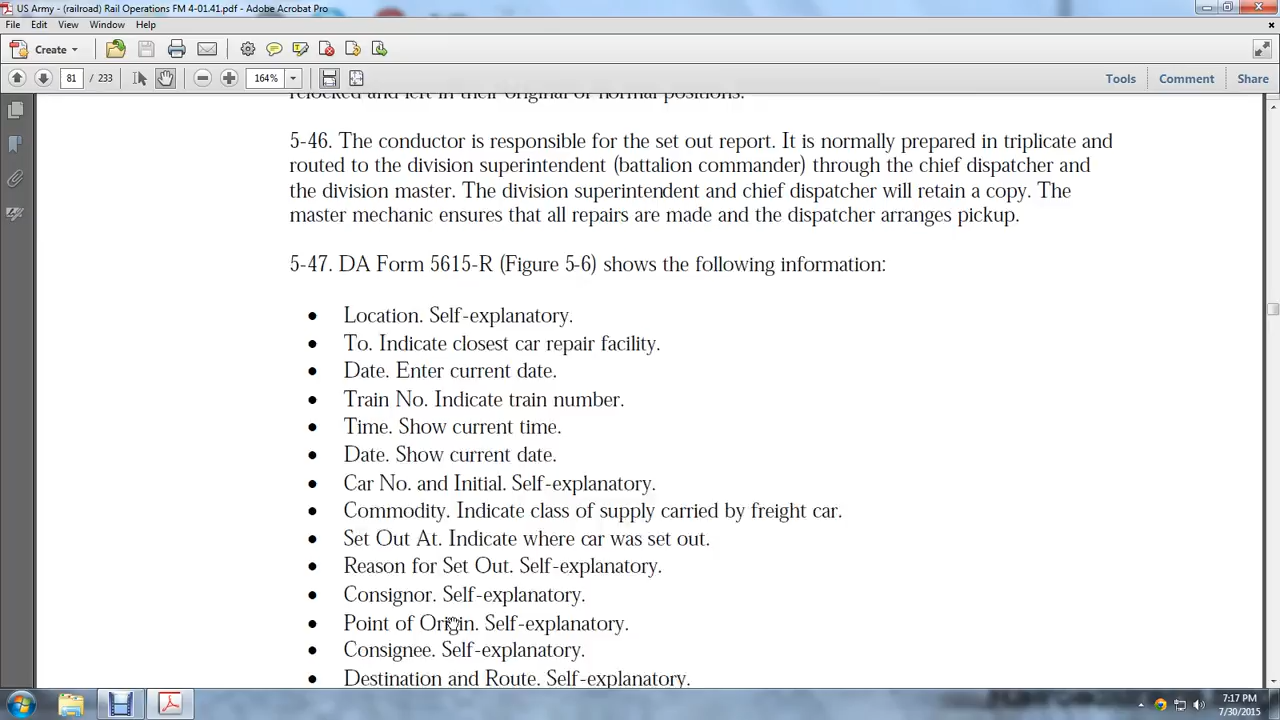 US Army - (railroad) Rail Operations FM 4-01.41.pdf - Adobe Acrobat Pro
File Edit View Window Help
Create
81 / 233 164% Tools Comment Share
relocked and left in their original or normal positions.
5-46. The conductor is responsible for the set out report. It is normally prepared in triplicate and
routed to the division superintendent (battalion commander) through the chief dispatcher and
the division master. The division superintendent and chief dispatcher will retain a copy. The
master mechanic ensures that all repairs are made and the dispatcher arranges pickup.
5-47. DA Form 5615-R (Figure 5-6) shows the following information:
• Location. Self-explanatory.
• To. Indicate closest car repair facility.
• Date. Enter current date.
• Train No. Indicate train number.
• Time. Show current time.
• Date. Show current date.
• Car No. and Initial. Self-explanatory.
• Commodity. Indicate class of supply carried by freight car.
• Set Out At. Indicate where car was set out.
• Reason for Set Out. Self-explanatory.
• Consignor. Self-explanatory.
• Point of Origin. Self-explanatory.
• Consignee. Self-explanatory.
• Destination and Route. Self-explanatory.
7:17 PM
7/30/2015